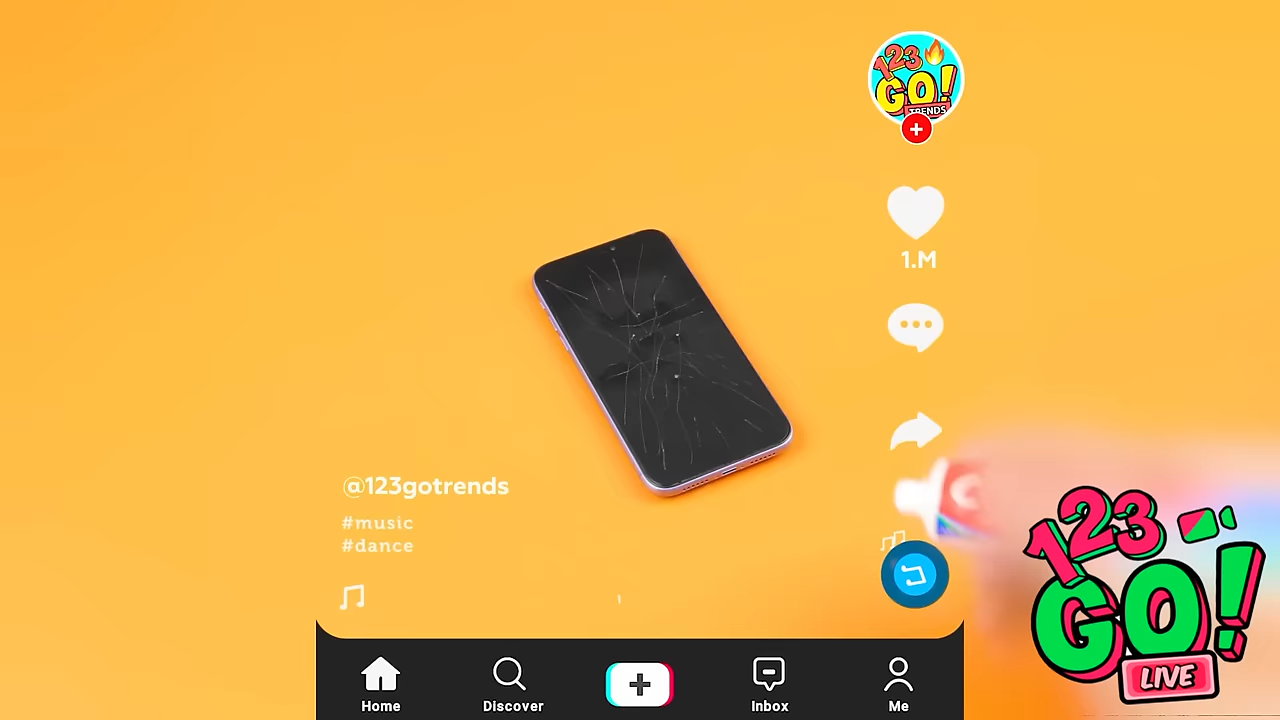 123
GO!
TRENDS
1.M
@123gotrends
#music
#dance
123
GO!
LIVE
Home
Discover
Inbox
Me